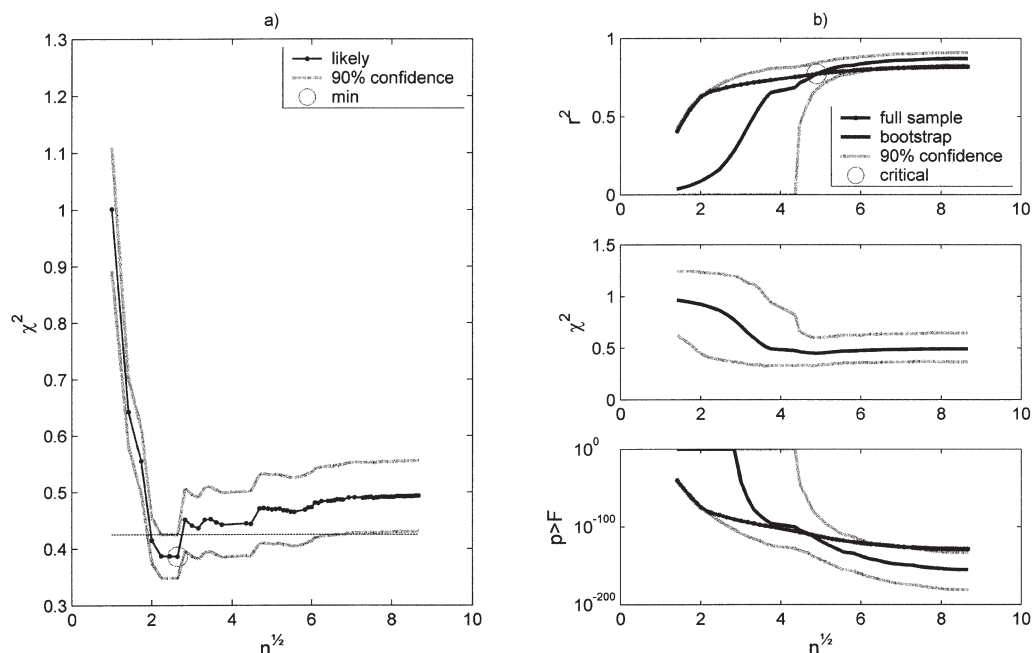 a)
1.3
1.2
1.1
1
0.9
0.8
0.7
0.6
0.5
0.4
0.3
χ2
0 2 4 6 8 10
n½
likely
90% confidence
min
b)
1
0.5
0
r2
0 2 4 6 8 10
full sample
bootstrap
90% confidence
critical
1.5
1
0.5
0
χ2
0 2 4 6 8 10
10^0
10^-100
10^-200
p>F
0 2 4 6 8 10
n½